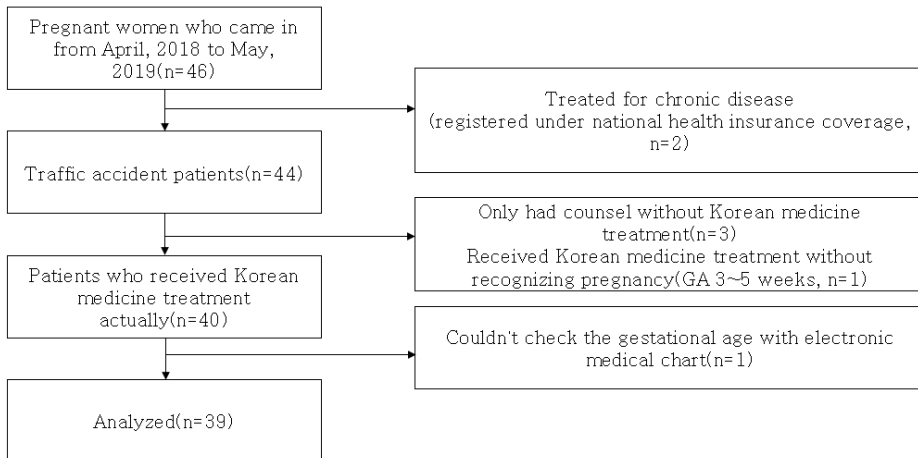 Pregnant women who came in
from April, 2018 to May,
2019(n=46)
Treated for chronic disease
(registered under national health insurance coverage,
n=2)
Traffic accident patients(n=44)
Only had counsel without Korean medicine
treatment(n=3)
Received Korean medicine treatment without
recognizing pregnancy(GA 3~5 weeks, n=1)
Patients who received Korean
medicine treatment
actually(n=40)
Couldn't check the gestational age with electronic
medical chart(n=1)
Analyzed(n=39)